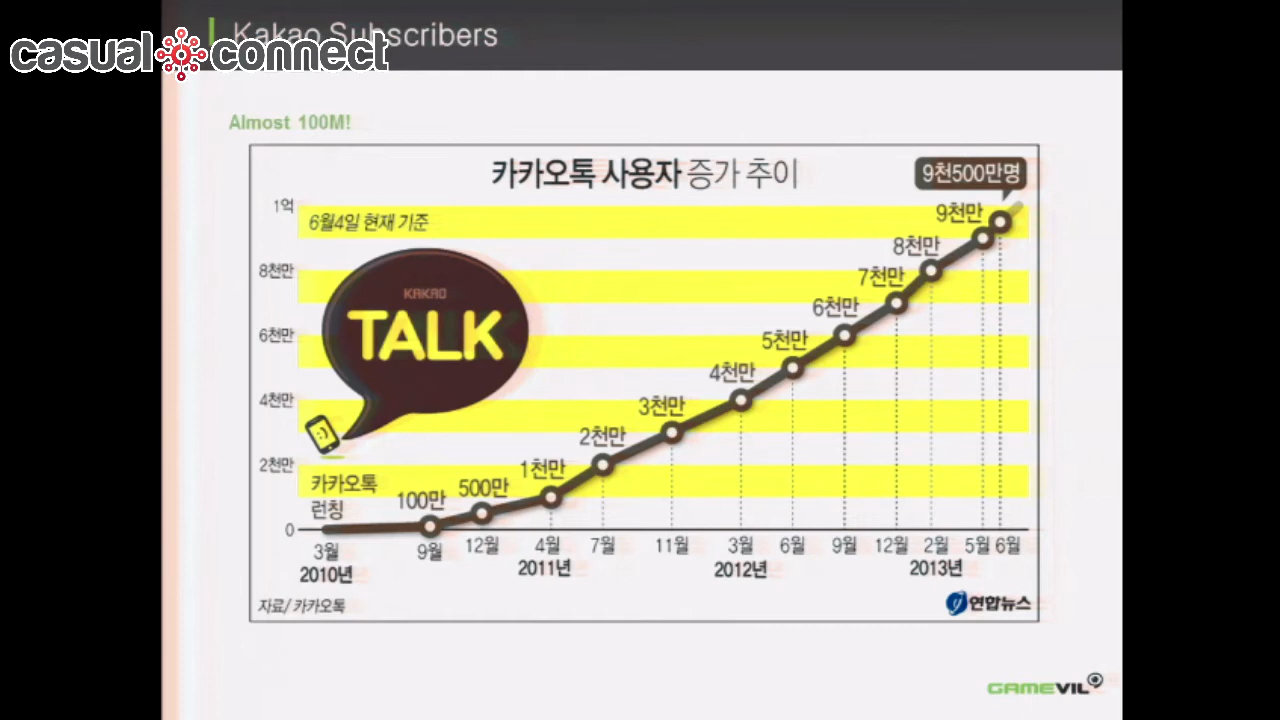 Kakao Subscribers
casual connect
Almost 100M!
카카오톡 사용자 증가 추이
9천500만명
6월4일 현재 기준
1억
8천만
6천만
4천만
2천만
0
KAKAO
TALK
카카오톡
런칭
100만
500만
1천만
2천만
3천만
4천만
5천만
6천만
7천만
8천만
9천만
3월 9월 12월 4월 7월 11월 3월 6월 9월 12월 2월 5월 6월
2010년 2011년 2012년 2013년
자료/ 카카오톡
연합뉴스
GAMEVIL